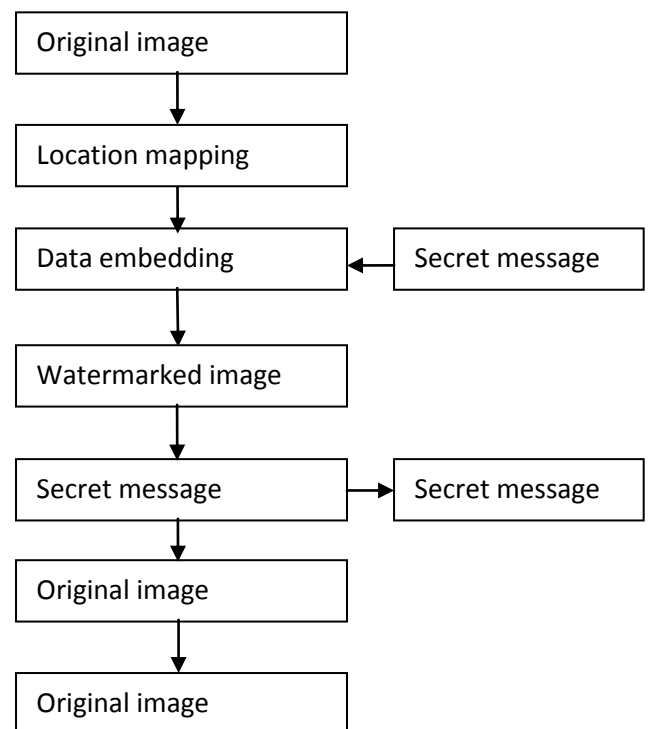 Original image
Location mapping
Data embedding
Secret message
Watermarked image
Secret message
Secret message
Original image
Original image